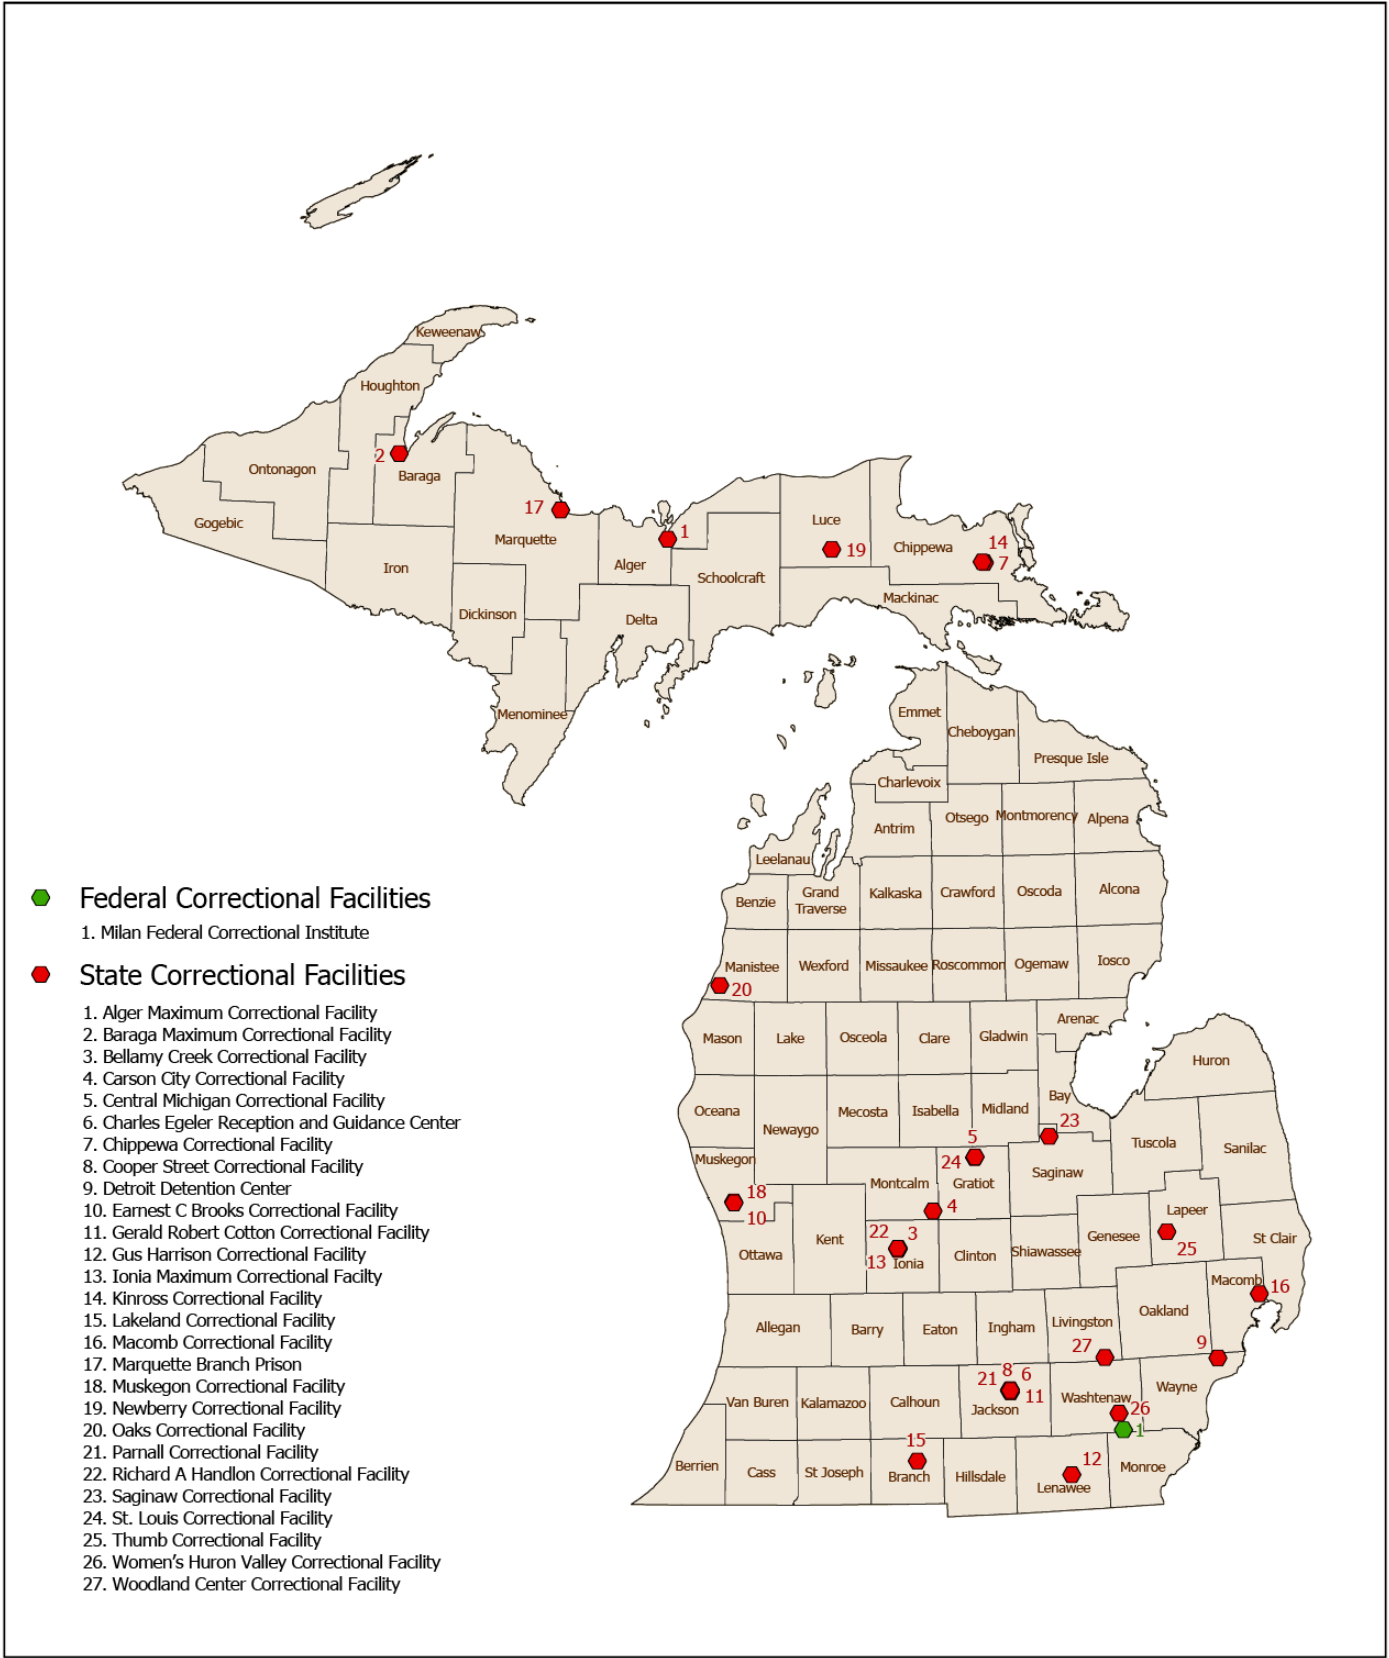 Keweenaw
Houghton
2
Baraga
Ontonagon
Gogebic
17
Marquette
Iron
Dickinson
Menominee
1
Alger
Delta
Schoolcraft
Luce
19
Chippewa
14
7
Mackinac
Emmet
Cheboygan
Presque Isle
Charlevoix
Antrim
Otsego
Montmorency
Alpena
Leelanau
Benzie
Grand
Traverse
Kalkaska
Crawford
Oscoda
Alcona
Manistee
20
Wexford
Missaukee
Roscommon
Ogemaw
Iosco
Mason
Lake
Osceola
Clare
Gladwin
Arenac
Huron
Oceana
Newaygo
Mecosta
Isabella
Midland
Bay
23
5
24
Gratiot
Saginaw
Tuscola
Sanilac
Muskegon
18
10
Montcalm
4
Ottawa
Kent
22
3
13
Ionia
Clinton
Shiawassee
Genesee
Lapeer
25
St Clair
Macomb
16
Allegan
Barry
Eaton
Ingham
Livingston
27
Oakland
9
Van Buren
Kalamazoo
Calhoun
8
6
21
11
Jackson
Washtenaw
26
1
Wayne
Berrien
Cass
St Joseph
15
Branch
Hillsdale
12
Lenawee
Monroe
Federal Correctional Facilities
1. Milan Federal Correctional Institute
State Correctional Facilities
1. Alger Maximum Correctional Facility
2. Baraga Maximum Correctional Facility
3. Bellamy Creek Correctional Facility
4. Carson City Correctional Facility
5. Central Michigan Correctional Facility
6. Charles Egeler Reception and Guidance Center
7. Chippewa Correctional Facility
8. Cooper Street Correctional Facility
9. Detroit Detention Center
10. Earnest C Brooks Correctional Facility
11. Gerald Robert Cotton Correctional Facility
12. Gus Harrison Correctional Facility
13. Ionia Maximum Correctional Facilty
14. Kinross Correctional Facility
15. Lakeland Correctional Facility
16. Macomb Correctional Facility
17. Marquette Branch Prison
18. Muskegon Correctional Facility
19. Newberry Correctional Facility
20. Oaks Correctional Facility
21. Parnall Correctional Facility
22. Richard A Handlon Correctional Facility
23. Saginaw Correctional Facility
24. St. Louis Correctional Facility
25. Thumb Correctional Facility
26. Women's Huron Valley Correctional Facility
27. Woodland Center Correctional Facility